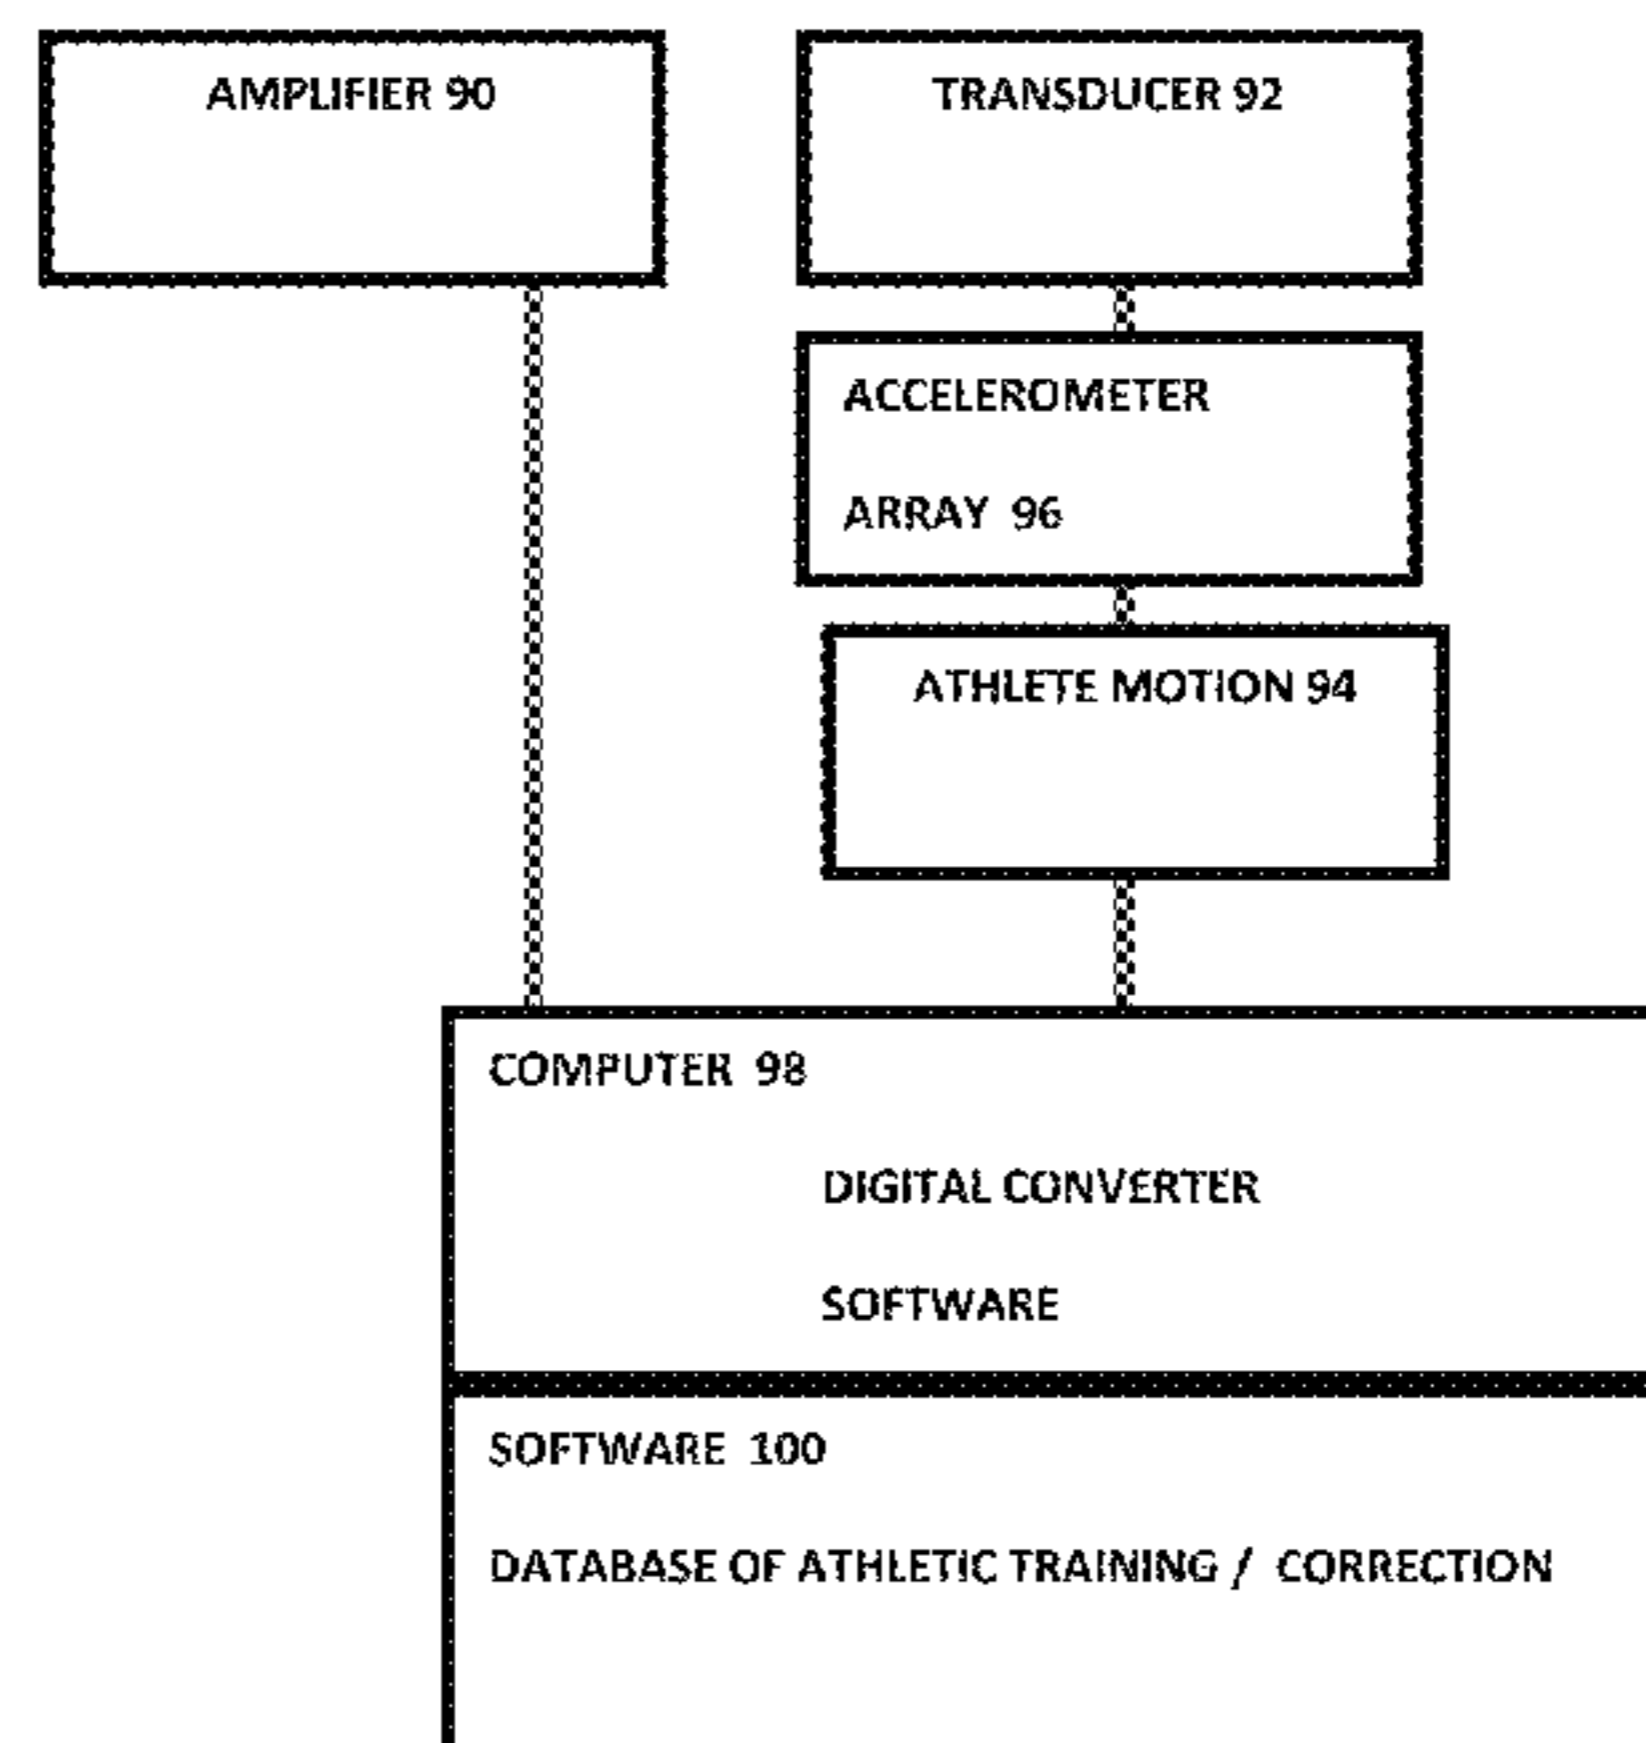 AMPLIFIER 90
TRANSDUCER 92
ACCELEROMETER
ARRAY 96
ATHLETE MOTION 94
COMPUTER 98
DIGITAL CONVERTER
SOFTWARE
SOFTWARE 100
DATABASE OF ATHLETIC TRAINING / CORRECTION